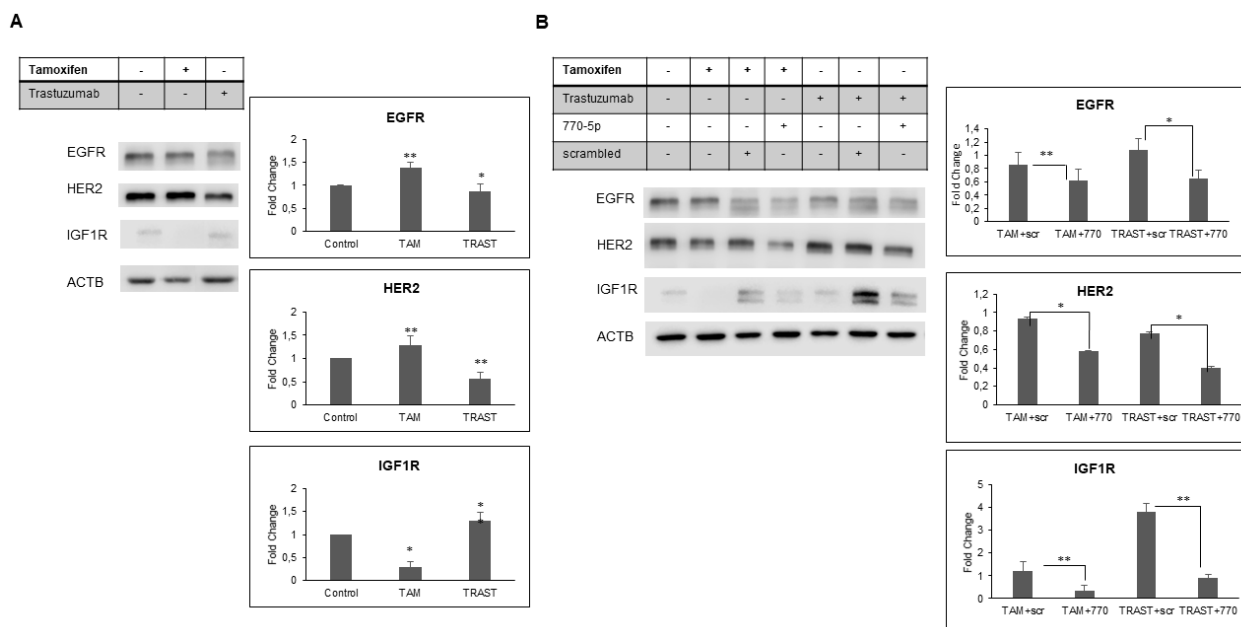 A
Tamoxifen - + -
Trastuzumab - - +
EGFR
HER2
IGF1R
ACTB
EGFR
Fold Change
2
1,5
1
0,5
0
**
*
Control TAM TRAST
HER2
Fold Change
2
1,5
1
0,5
0
**
**
Control TAM TRAST
IGF1R
Fold Change
2
1,5
1
0,5
0
*
*
*
Control TAM TRAST
B
Tamoxifen - + + + - - -
Trastuzumab - - - - + + +
770-5p - - - + - - +
scrambled - - + - - + -
EGFR
HER2
IGF1R
ACTB
EGFR
Fold Change
1,4
1,2
1
0,8
0,6
0,4
0,2
0
**
*
TAM+scr TAM+770 TRAST+scr TRAST+770
HER2
Fold Change
1,2
1
0,8
0,6
0,4
0,2
0
*
*
TAM+scr TAM+770 TRAST+scr TRAST+770
IGF1R
Fold Change
5
4
3
2
1
0
**
**
TAM+scr TAM+770 TRAST+scr TRAST+770